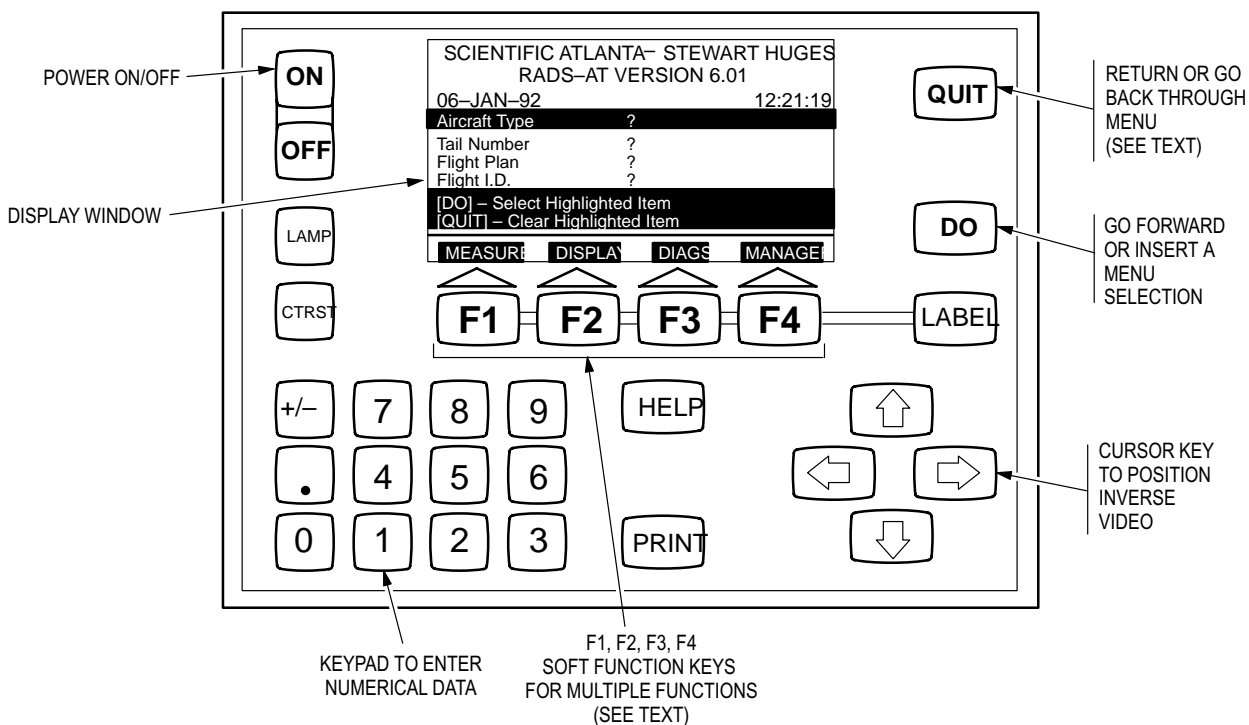 POWER ON/OFF
ON
OFF
DISPLAY WINDOW
LAMP
CTRST
SCIENTIFIC ATLANTA– STEWART HUGES
RADS–AT VERSION 6.01
06–JAN–92 12:21:19
Aircraft Type ?
Tail Number ?
Flight Plan ?
Flight I.D. ?
[DO] – Select Highlighted Item
[QUIT] – Clear Highlighted Item
MEASURE DISPLAY DIAGS MANAGE
F1 F2 F3 F4
QUIT
RETURN OR GO
BACK THROUGH
MENU
(SEE TEXT)
DO
GO FORWARD
OR INSERT A
MENU
SELECTION
LABEL
+/– 7 8 9
. 4 5 6
0 1 2 3
HELP
PRINT
CURSOR KEY
TO POSITION
INVERSE
VIDEO
KEYPAD TO ENTER
NUMERICAL DATA
F1, F2, F3, F4
SOFT FUNCTION KEYS
FOR MULTIPLE FUNCTIONS
(SEE TEXT)